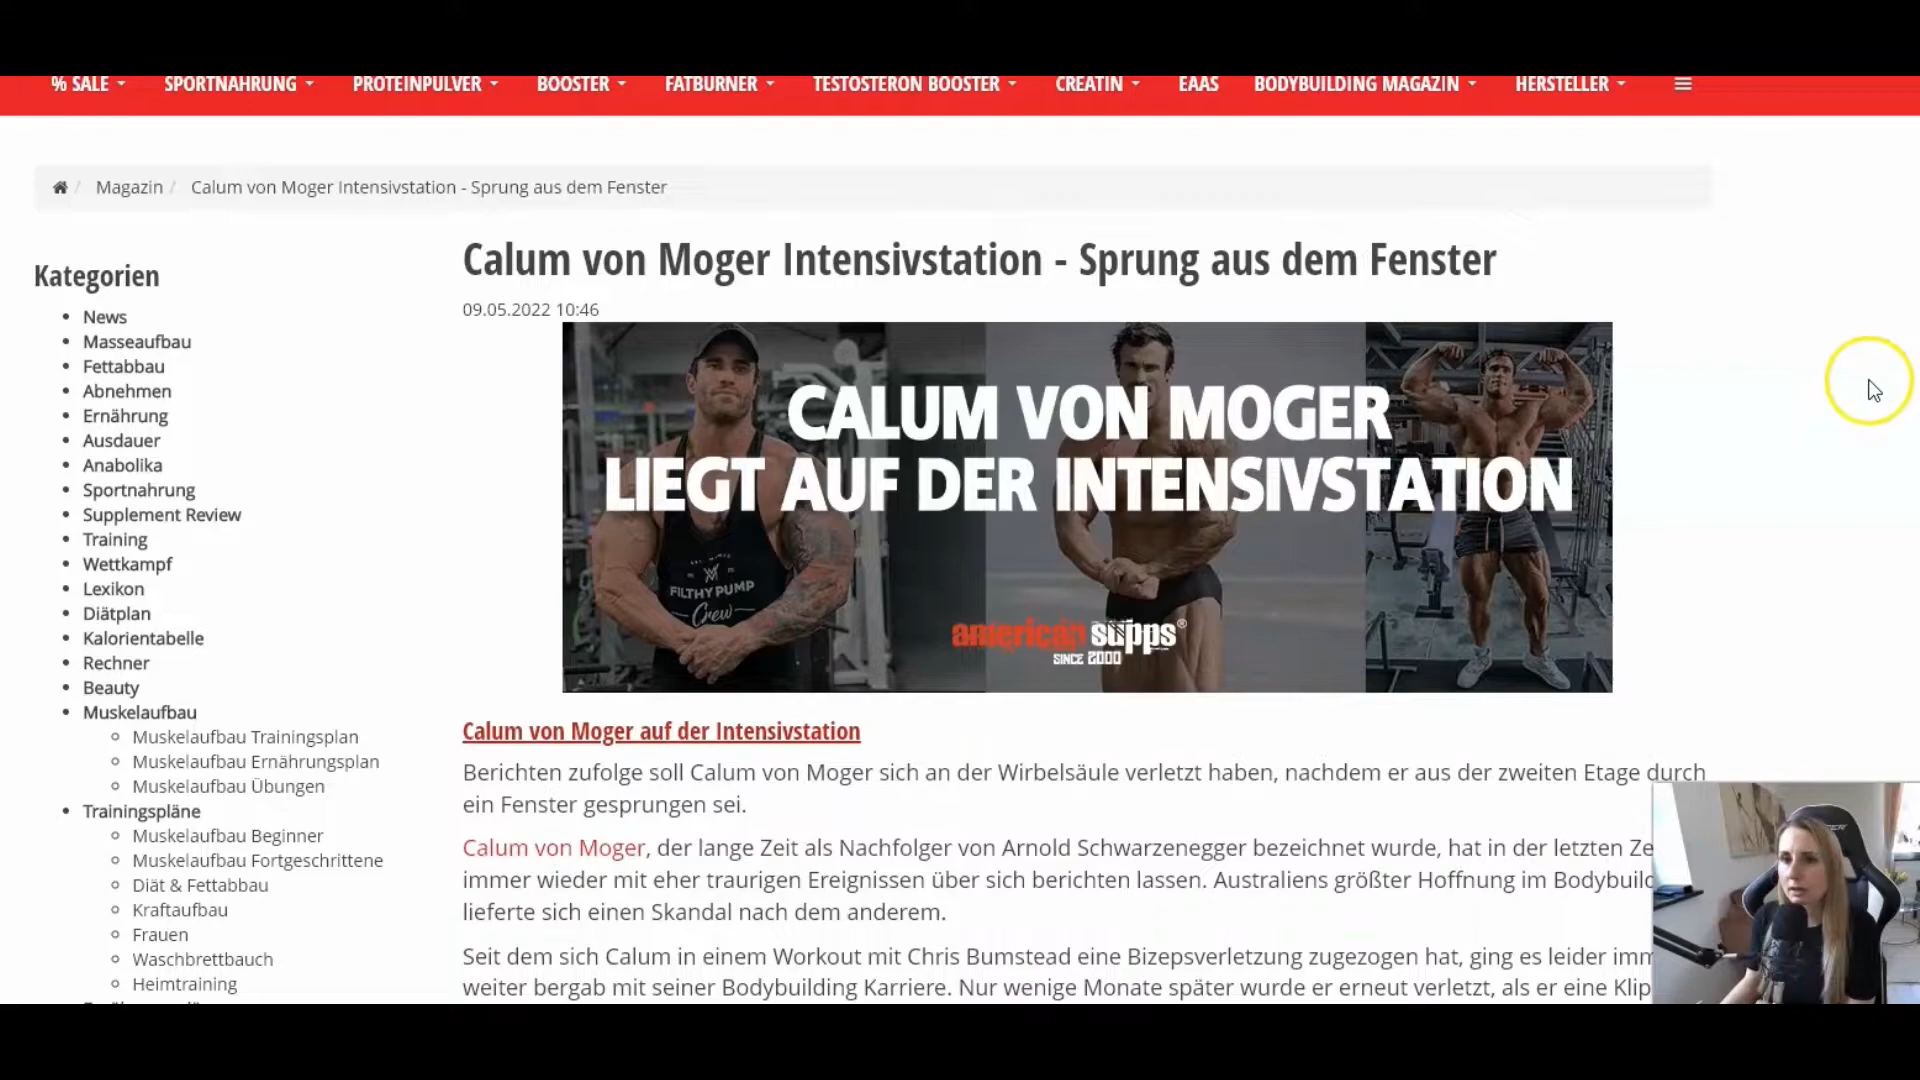 % SALE SPORTNAHRUNG PROTEINPULVER BOOSTER FATBURNER TESTOSTERON BOOSTER CREATIN EAAS BODYBUILDING MAGAZIN HERSTELLER
/ Magazin / Calum von Moger Intensivstation - Sprung aus dem Fenster
Kategorien
News
Masseaufbau
Fettabbau
Abnehmen
Ernährung
Ausdauer
Anabolika
Sportnahrung
Supplement Review
Training
Wettkampf
Lexikon
Diätplan
Kalorientabelle
Rechner
Beauty
Muskelaufbau
Muskelaufbau Trainingsplan
Muskelaufbau Ernährungsplan
Muskelaufbau Übungen
Trainingspläne
Muskelaufbau Beginner
Muskelaufbau Fortgeschrittene
Diät & Fettabbau
Kraftaufbau
Frauen
Waschbrettbauch
Heimtraining
Calum von Moger Intensivstation - Sprung aus dem Fenster
09.05.2022 10:46
CALUM VON MOGER
LIEGT AUF DER INTENSIVSTATION
FILTHY PUMP
Crew
american supps®
SINCE 2000
Calum von Moger auf der Intensivstation
Berichten zufolge soll Calum von Moger sich an der Wirbelsäule verletzt haben, nachdem er aus der zweiten Etage durch
ein Fenster gesprungen sei.
Calum von Moger, der lange Zeit als Nachfolger von Arnold Schwarzenegger bezeichnet wurde, hat in der letzten Ze
immer wieder mit eher traurigen Ereignissen über sich berichten lassen. Australiens größter Hoffnung im Bodybuild
lieferte sich einen Skandal nach dem anderem.
Seit dem sich Calum in einem Workout mit Chris Bumstead eine Bizepsverletzung zugezogen hat, ging es leider imm
weiter bergab mit seiner Bodybuilding Karriere. Nur wenige Monate später wurde er erneut verletzt, als er eine Klip